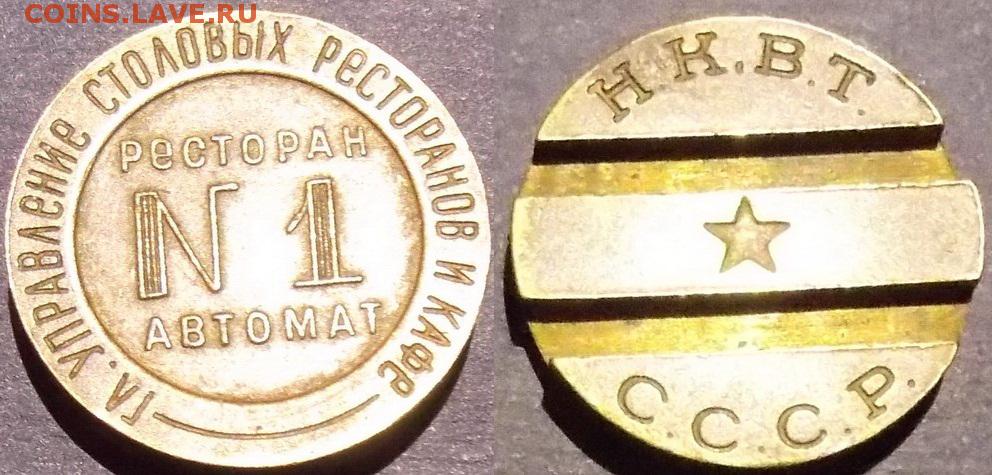 COINS.LAVE.RU
ГЛ. УПРАВЛЕНИЕ СТОЛОВЫХ РЕСТОРАНОВ И КАФЕ
РЕСТОРАН
N 1
АВТОМАТ
Н.К.В.Т.
С.С.С.Р.